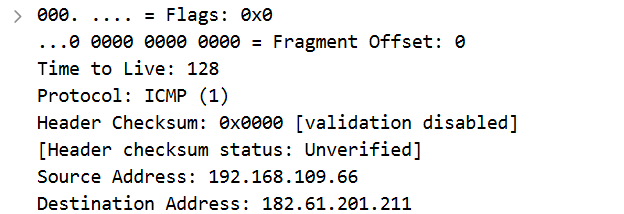 000. .... = Flags: 0x0
...0 0000 0000 0000 = Fragment Offset: 0
Time to Live: 128
Protocol: ICMP (1)
Header Checksum: 0x0000 [validation disabled]
[Header checksum status: Unverified]
Source Address: 192.168.109.66
Destination Address: 182.61.201.211